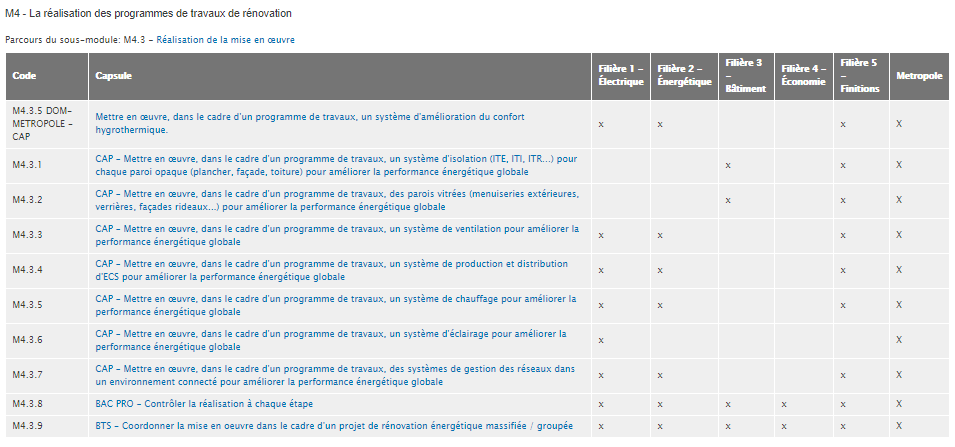 M4 - La réalisation des programmes de travaux de rénovation
Parcours du sous-module: M4.3 - Réalisation de la mise en œuvre
Code Capsule Filière 1 - Électrique Filière 2 - Énergétique Filière 3 - Bâtiment Filière 4 - Économie Filière 5 - Finitions Metropole
M4.3.5 DOM-
METROPOLE -
CAP
Mettre en œuvre, dans le cadre d'un programme de travaux, un système d'amélioration du confort
hygrothermique.
x x x X
M4.3.1 CAP - Mettre en œuvre, dans le cadre d'un programme de travaux, un système d'isolation (ITE, ITI, ITR...) pour
chaque paroi opaque (plancher, façade, toiture) pour améliorer la performance énergétique globale
x x X
M4.3.2 CAP - Mettre en œuvre, dans le cadre d'un programme de travaux, des parois vitrées (menuiseries extérieures,
verrières, façades rideaux...) pour améliorer la performance énergétique globale
x x X
M4.3.3 CAP - Mettre en œuvre, dans le cadre d'un programme de travaux, un système de ventilation pour améliorer la
performance énergétique globale
x x x X
M4.3.4 CAP - Mettre en œuvre, dans le cadre d'un programme de travaux, un système de production et distribution
d'ECS pour améliorer la performance énergétique globale
x x x X
M4.3.5 CAP - Mettre en œuvre, dans le cadre d'un programme de travaux, un système de chauffage pour améliorer la
performance énergétique globale
x x x X
M4.3.6 CAP - Mettre en œuvre, dans le cadre d'un programme de travaux, un système d'éclairage pour améliorer la
performance énergétique globale
x X
M4.3.7 CAP - Mettre en œuvre, dans le cadre d'un programme de travaux, des systèmes de gestion des réseaux dans
un environnement connecté pour améliorer la performance énergétique globale
x x x X
M4.3.8 BAC PRO - Contrôler la réalisation à chaque étape x x x x x X
M4.3.9 BTS - Coordonner la mise en oeuvre dans le cadre d'un projet de rénovation énergétique massifiée / groupée x x x x x X